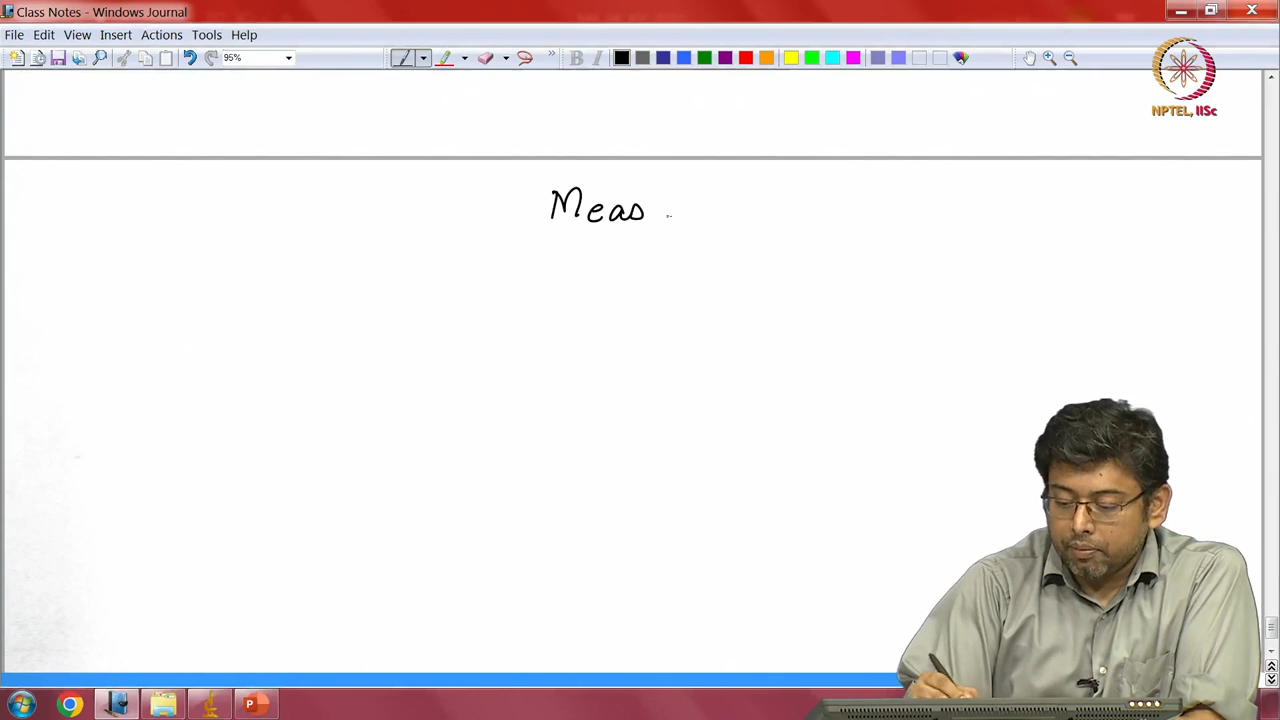 Class Notes - Windows Journal
File Edit View Insert Actions Tools Help
95%
B I
NPTEL, IISc
Meas